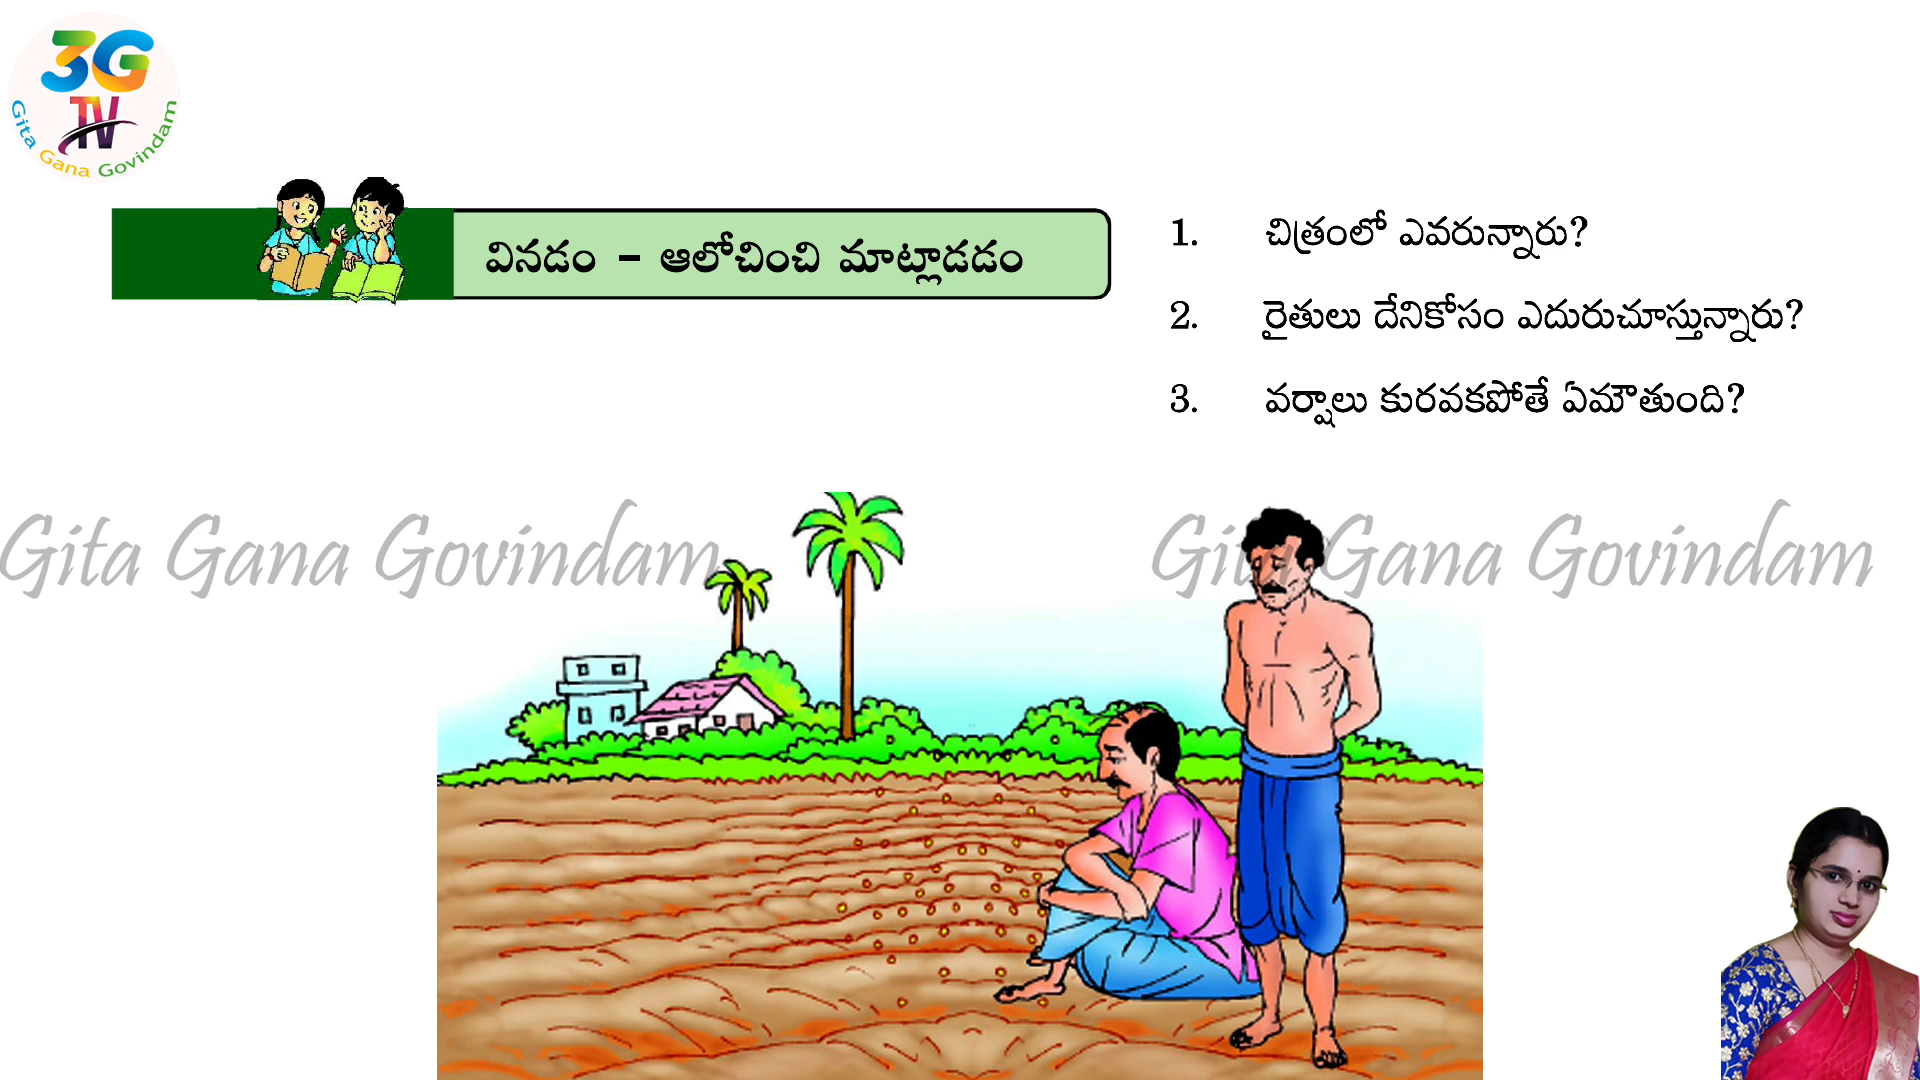 3G
TV
Gita Gana Govindam
వినడం - ఆలోచించి మాట్లాడడం
1. చిత్రంలో ఎవరున్నారు?
2. రైతులు దేనికోసం ఎదురుచూస్తున్నారు?
3. వర్షాలు కురవకపోతే ఏమౌతుంది?
Gita Gana Govindam
Gita Gana Govindam